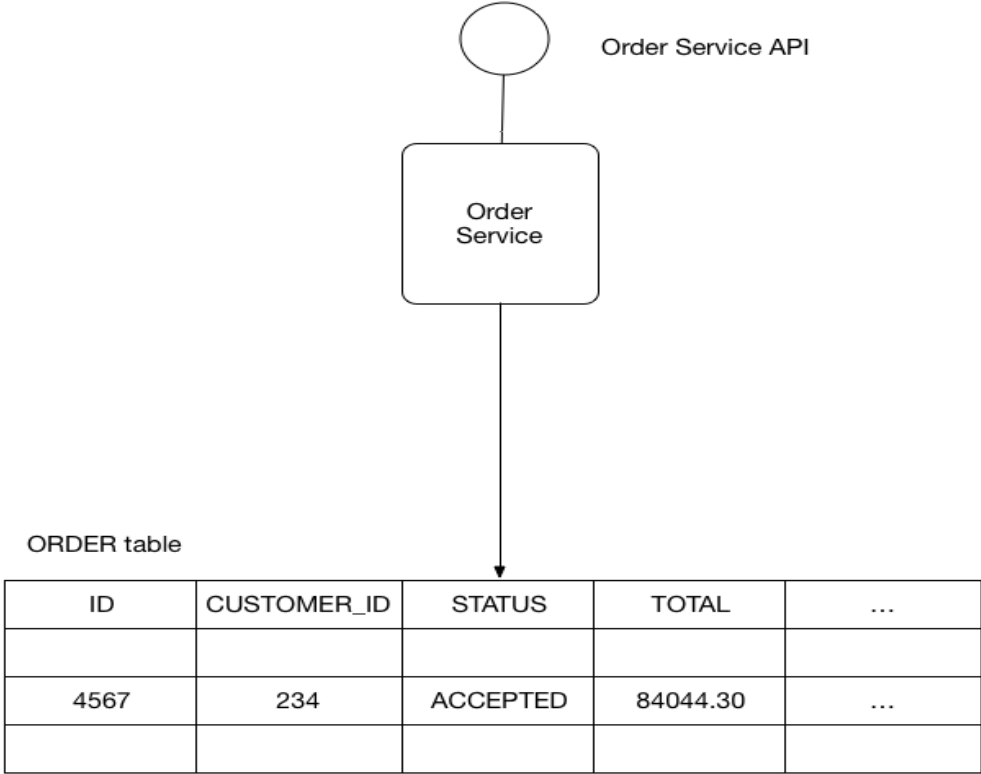 Order Service API
Order
Service
ORDER table
ID CUSTOMER_ID STATUS TOTAL ...
4567 234 ACCEPTED 84044.30 ...